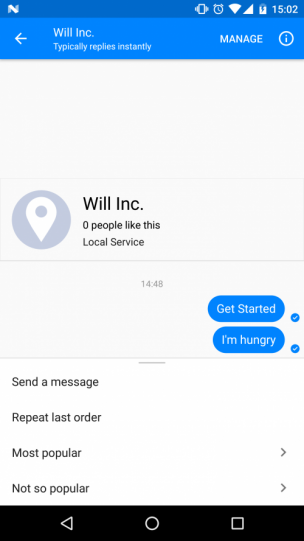 15:02
Will Inc.
Typically replies instantly
MANAGE
Will Inc.
0 people like this
Local Service
14:48
Get Started
I'm hungry
Send a message
Repeat last order
Most popular
Not so popular